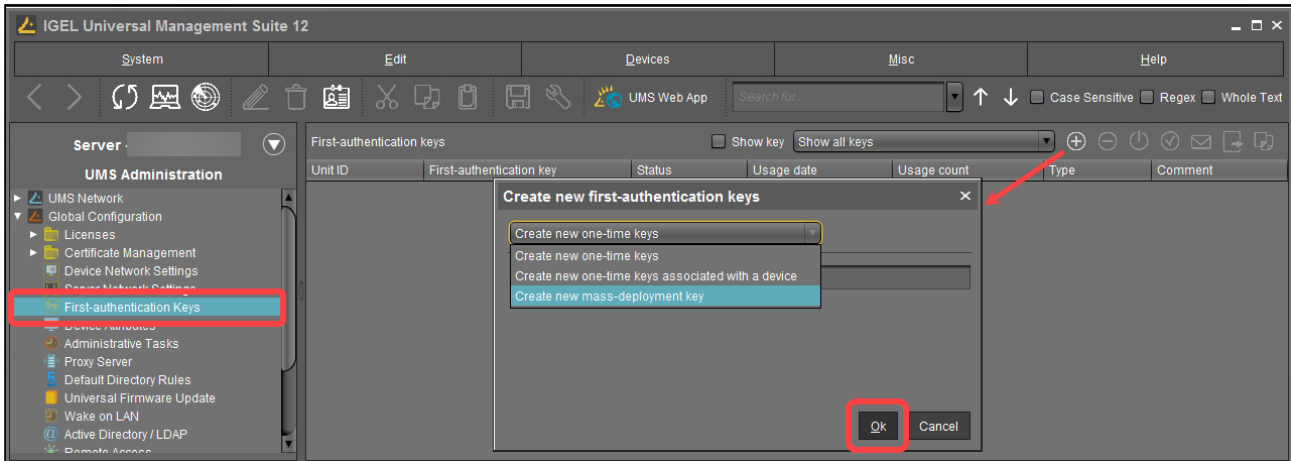 IGEL Universal Management Suite 12
System Edit Devices Misc Help
UMS Web App Search for... Case Sensitive Regex Whole Text
Server
UMS Administration
UMS Network
Global Configuration
Licenses
Certificate Management
Device Network Settings
Server Network Settings
First-authentication Keys
Device Attributes
Administrative Tasks
Proxy Server
Default Directory Rules
Universal Firmware Update
Wake on LAN
Active Directory / LDAP
Remote Access
First-authentication keys Show key Show all keys
Unit ID First-authentication key Status Usage date Usage count Type Comment
Create new first-authentication keys
Create new one-time keys
Create new one-time keys
Create new one-time keys associated with a device
Create new mass-deployment key
Ok Cancel